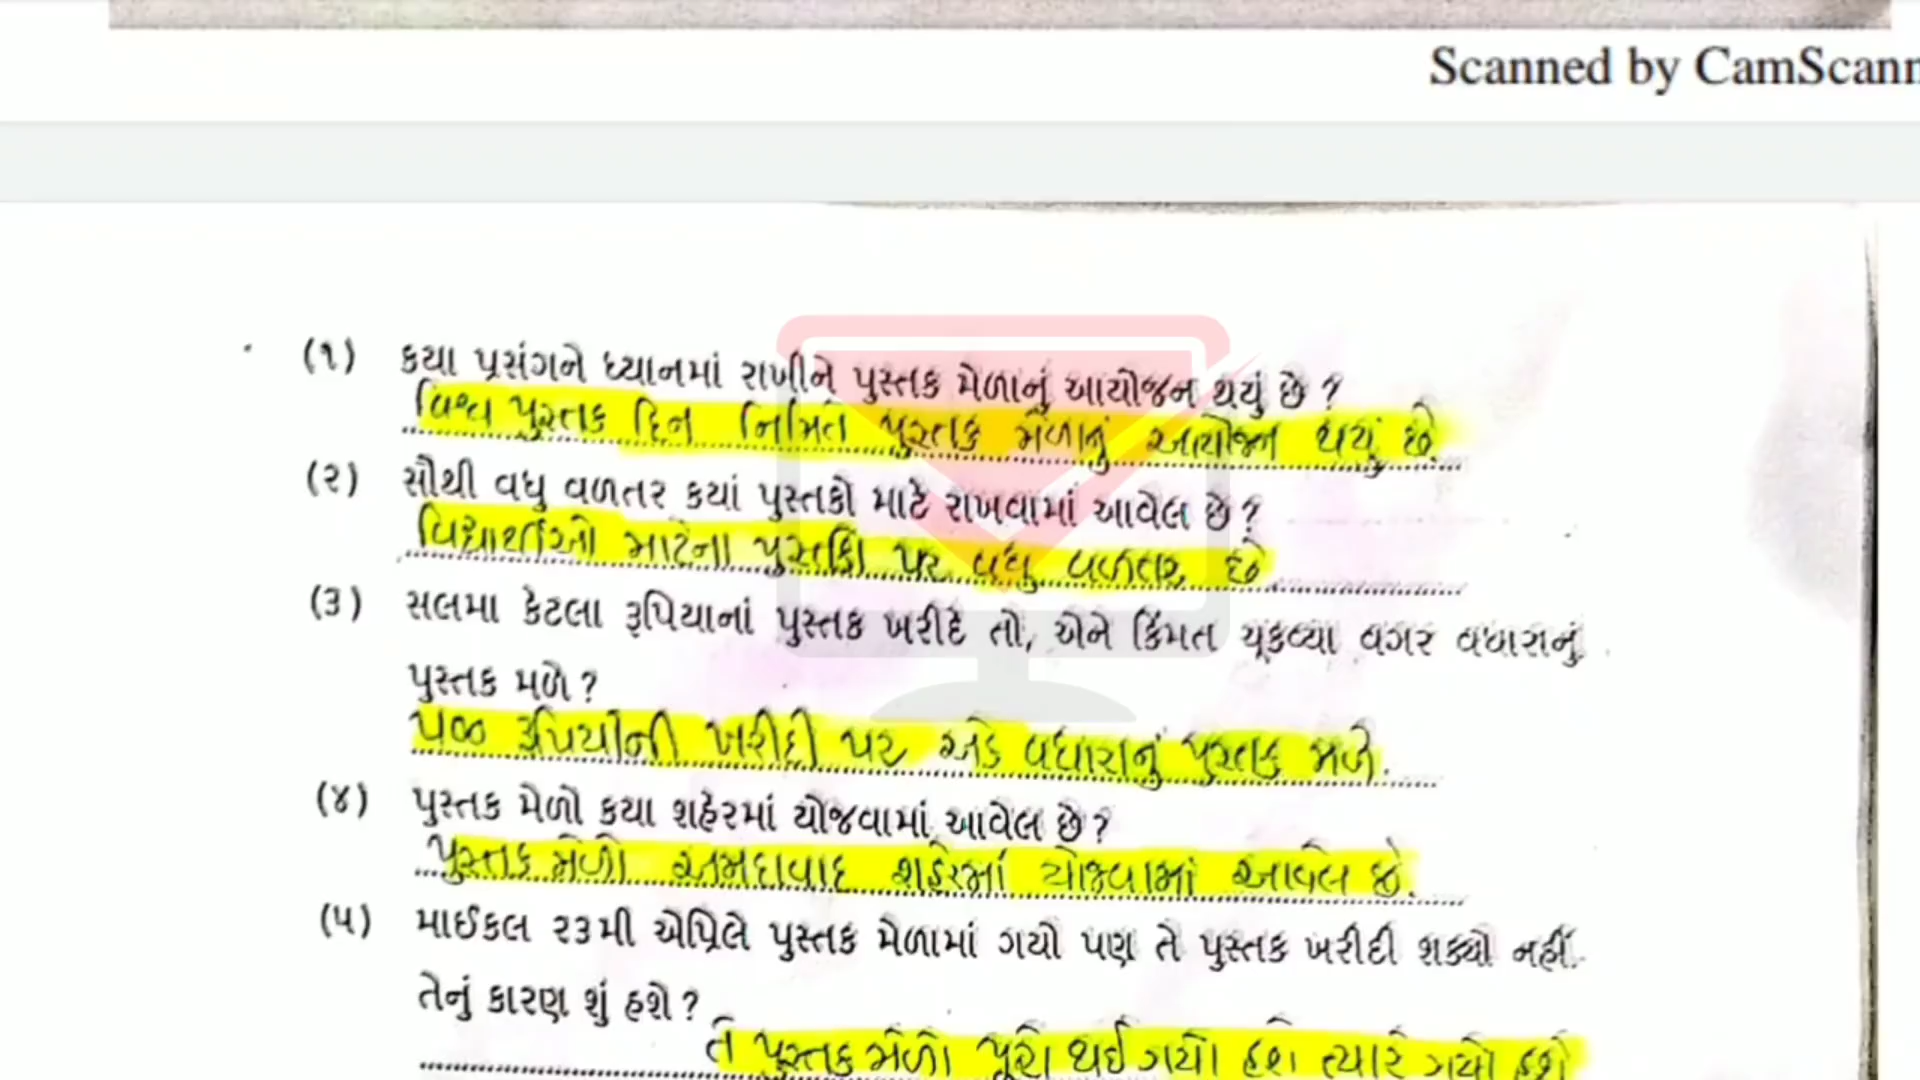 Scanned by CamScann
(૧) કયા પ્રસંગને ધ્યાનમાં રાખીને પુસ્તક મેળાનું આયોજન થયું છે ?
વિશ્વ પુસ્તક દિન નિમિતે પુસ્તક મેળાનું આયોજન થયું છે.
(૨) સૌથી વધુ વળતર કયાં પુસ્તકો માટે રાખવામાં આવેલ છે ?
વિદ્યાર્થીઓ માટેના પુસ્તકો પર વધુ વળતર છે.
(૩) સલમા કેટલા રૂપિયાનાં પુસ્તક ખરીદે તો, એને કિંમત ચૂકવ્યા વગર વધારાનું
પુસ્તક મળે ?
૫૦૦ રૂપિયાની ખરીદી પર એક વધારાનું પુસ્તક મળે.
(૪) પુસ્તક મેળો કયા શહેરમાં યોજવામાં આવેલ છે ?
પુસ્તક મેળો અમદાવાદ શહેરમાં યોજવામાં આવેલ છે.
(૫) માઈકલ ૨૩મી એપ્રિલે પુસ્તક મેળામાં ગયો પણ તે પુસ્તક ખરીદી શક્યો નહીં.
તેનું કારણ શું હશે ?
તે પુસ્તક મેળો પૂરો થઈ ગયો હશે ત્યારે ગયો હશે